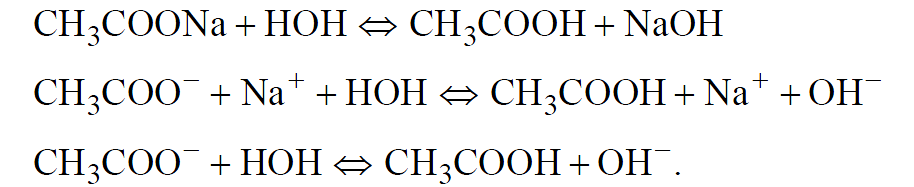 CH₃COONa + HOH ⇔ CH₃COOH + NaOH
CH₃COO⁻ + Na⁺ + HOH ⇔ CH₃COOH + Na⁺ + OH⁻
CH₃COO⁻ + HOH ⇔ CH₃COOH + OH⁻.